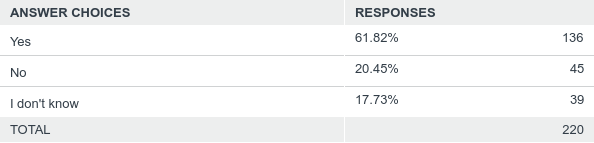 ANSWER CHOICES RESPONSES
Yes 61.82% 136
No 20.45% 45
I don't know 17.73% 39
TOTAL 220